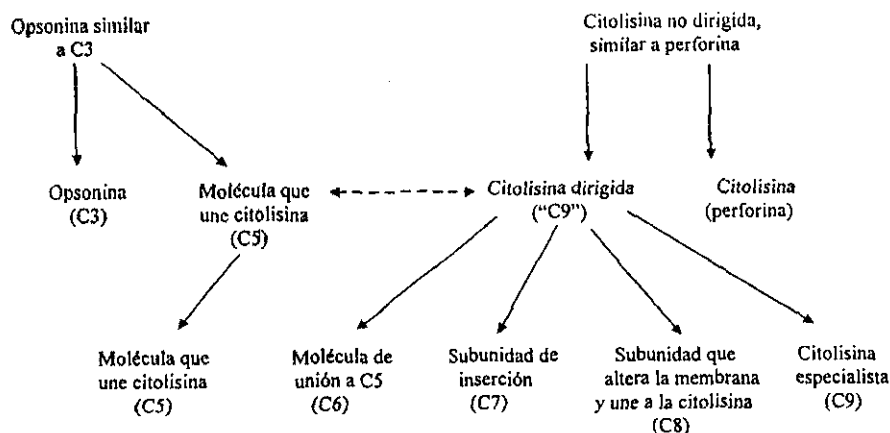 Opsonina similar
a C3
Citolisina no dirigida,
similar a perforina
Opsonina
(C3)
Molécula que
une citolisina
(C5)
Citolisina dirigida
("C9")
Citolisina
(perforina)
Molécula que
une citolisina
(C5)
Molécula de
unión a C5
(C6)
Subunidad de
inserción (C7)
Subunidad que
altera la membrana
y une a la citolisina
(C8)
Citolisina
especialista
(C9)